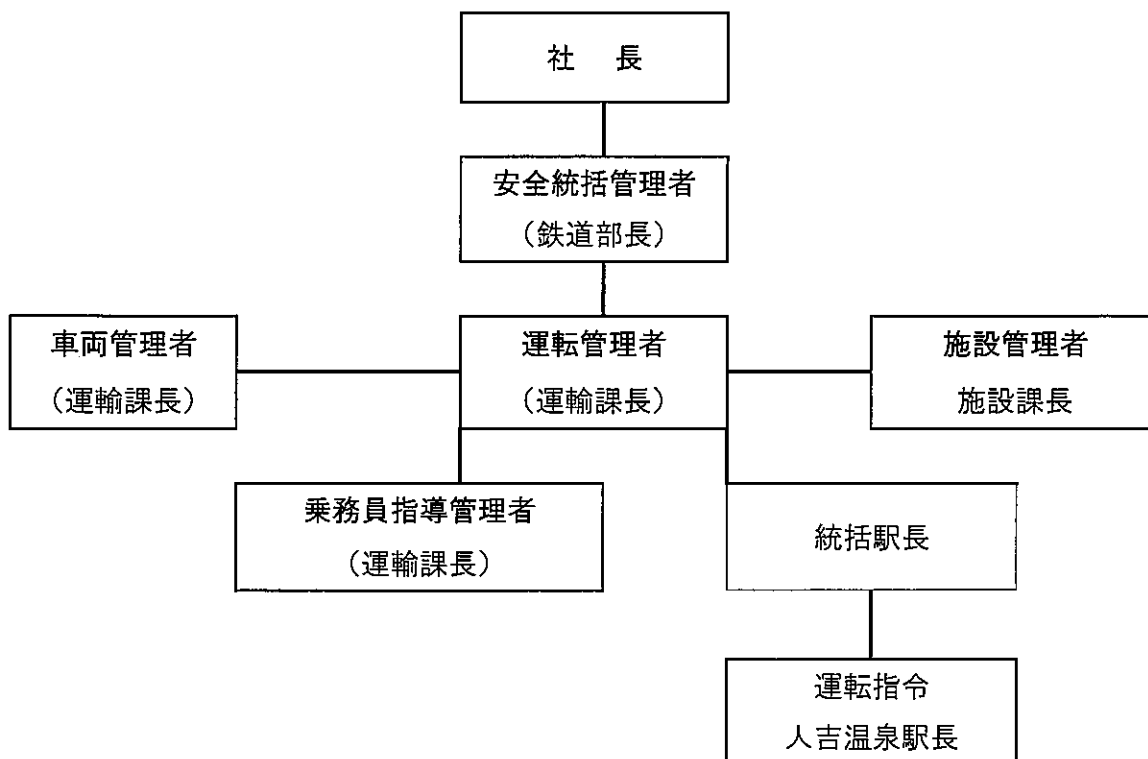 社　長
安全統括管理者
（鉄道部長）
車両管理者
（運輸課長）
運転管理者
（運輸課長）
施設管理者
施設課長
乗務員指導管理者
（運輸課長）
統括駅長
運転指令
人吉温泉駅長